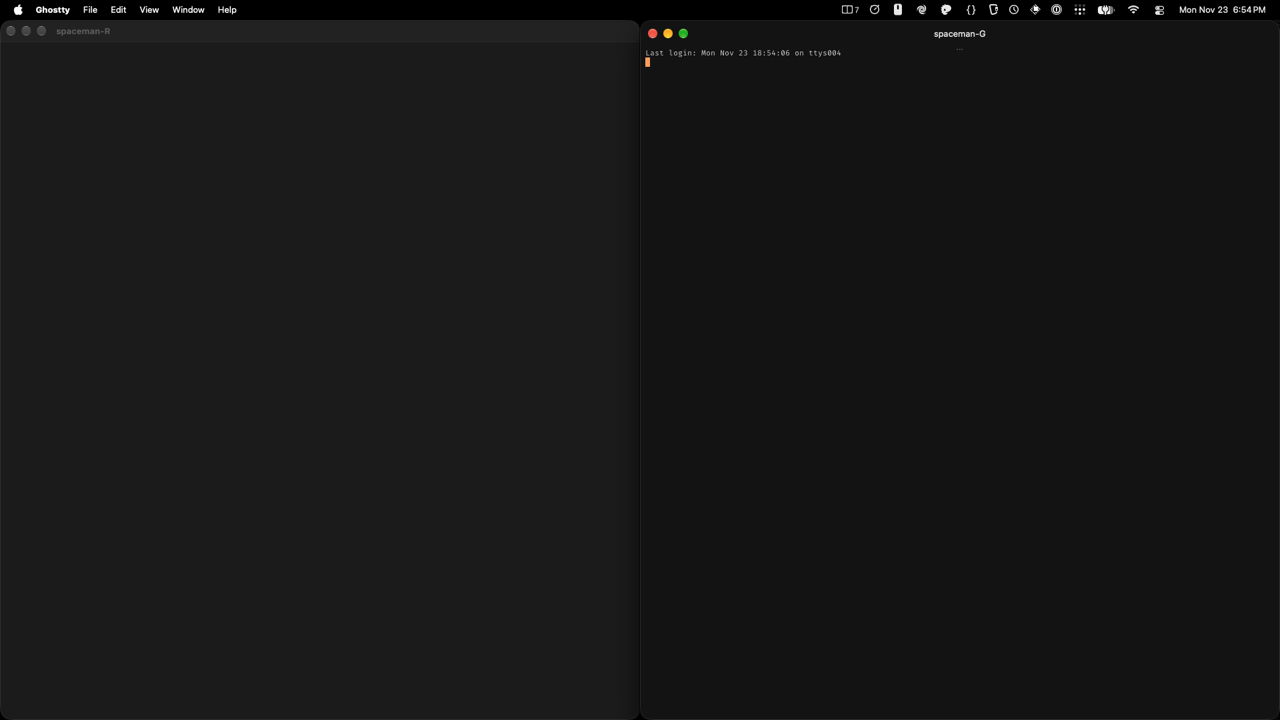 Ghostty File Edit View Window Help 7 Mon Nov 23 6:54 PM
spaceman-R
spaceman-G
Last login: Mon Nov 23 18:54:06 on ttys004